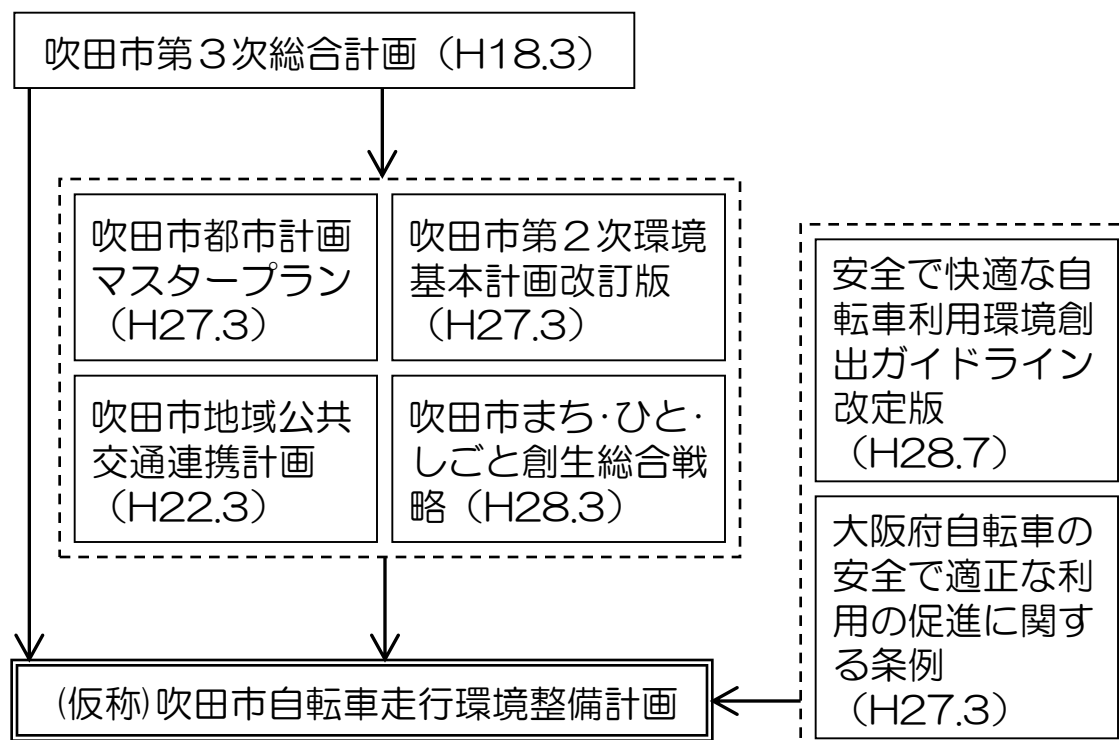 吹田市第３次総合計画（H18.3）
吹田市都市計画
マスタープラン
（H27.3）
吹田市第２次環境
基本計画改訂版
（H27.3）
吹田市地域公共
交通連携計画
（H22.3）
吹田市まち･ひと･
しごと創生総合戦
略（H28.3）
安全で快適な自
転車利用環境創
出ガイドライン
改定版
（H28.7）
大阪府自転車の
安全で適正な利
用の促進に関す
る条例
（H27.3）
(仮称)吹田市自転車走行環境整備計画